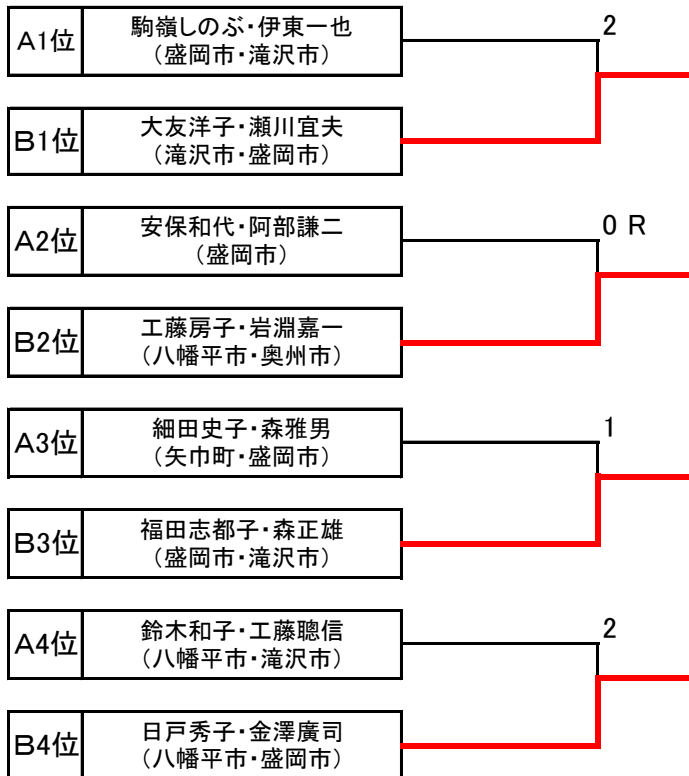 A1位 駒嶺しのぶ・伊東一也 2
（盛岡市・滝沢市）
B1位 大友洋子・瀬川宜夫
（滝沢市・盛岡市）
A2位 安保和代・阿部謙二 0 R
（盛岡市）
B2位 工藤房子・岩淵嘉一
（八幡平市・奥州市）
A3位 細田史子・森雅男 1
（矢巾町・盛岡市）
B3位 福田志都子・森正雄
（盛岡市・滝沢市）
A4位 鈴木和子・工藤聰信 2
（八幡平市・滝沢市）
B4位 日戸秀子・金澤廣司
（八幡平市・盛岡市）